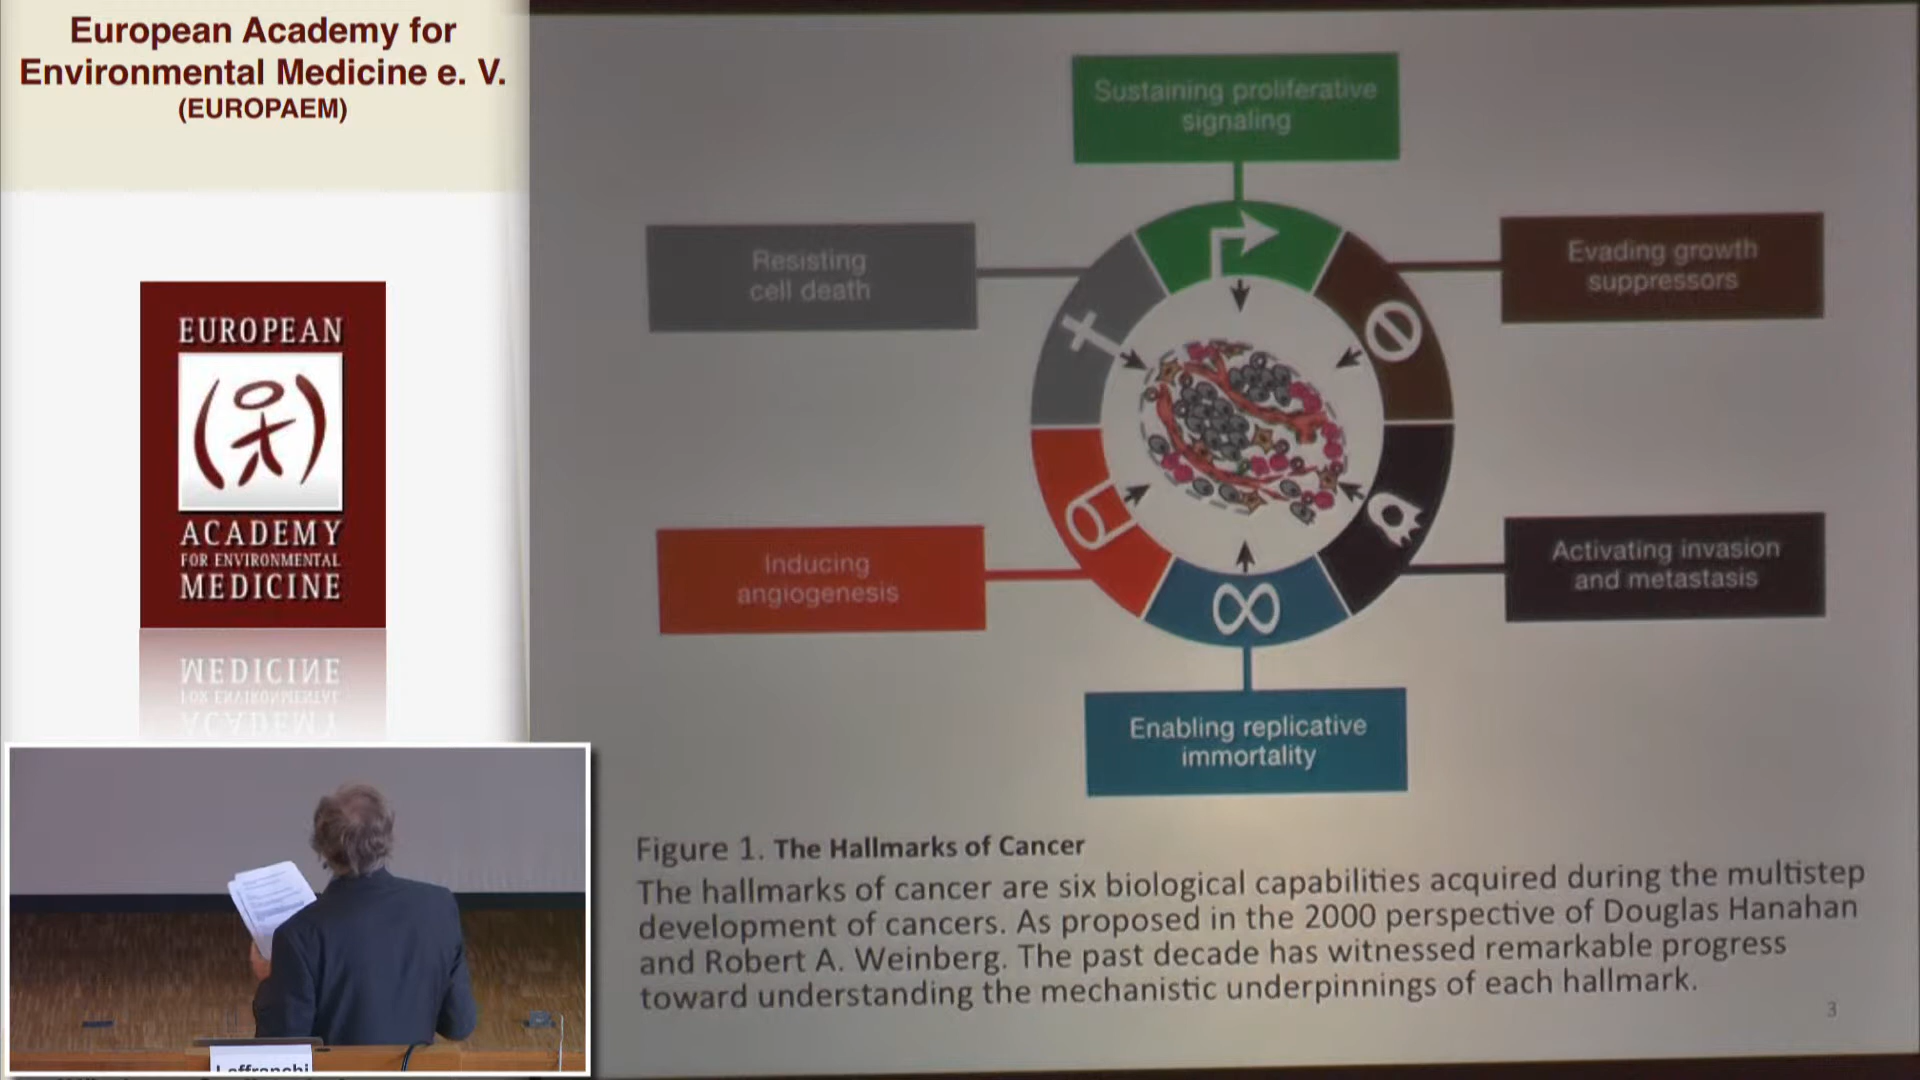 European Academy for
Environmental Medicine e. V.
(EUROPAEM)
EUROPEAN
ACADEMY
FOR ENVIRONMENTAL
MEDICINE
Sustaining proliferative
signaling
Resisting
cell death
Evading growth
suppressors
Inducing
angiogenesis
Activating invasion
and metastasis
Enabling replicative
immortality
Figure 1. The Hallmarks of Cancer
The hallmarks of cancer are six biological capabilities acquired during the multistep
development of cancers. As proposed in the 2000 perspective of Douglas Hanahan
and Robert A. Weinberg. The past decade has witnessed remarkable progress
toward understanding the mechanistic underpinnings of each hallmark.
3